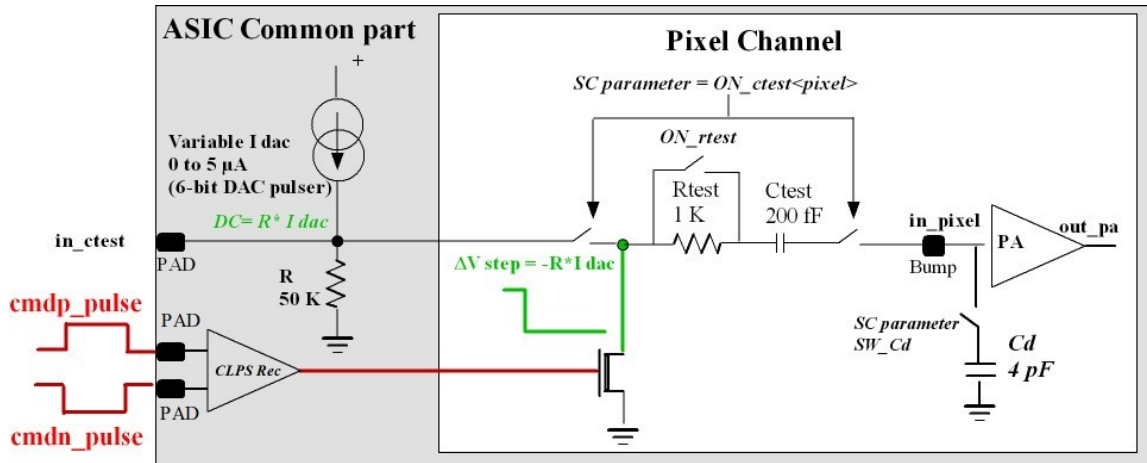 ASIC Common part
Pixel Channel
+
SC parameter = ON_ctest<pixel>
Variable I dac
0 to 5 µA
(6-bit DAC pulser)
ON_rtest
Rtest
1 K
Ctest
200 fF
DC= R* I dac
in_ctest
PAD
in_pixel
Bump
PA
out_pa
ΔV step = -R*I dac
R
50 K
cmdp_pulse
PAD
CLPS Rec
PAD
cmdn_pulse
SC parameter
SW_Cd
Cd
4 pF